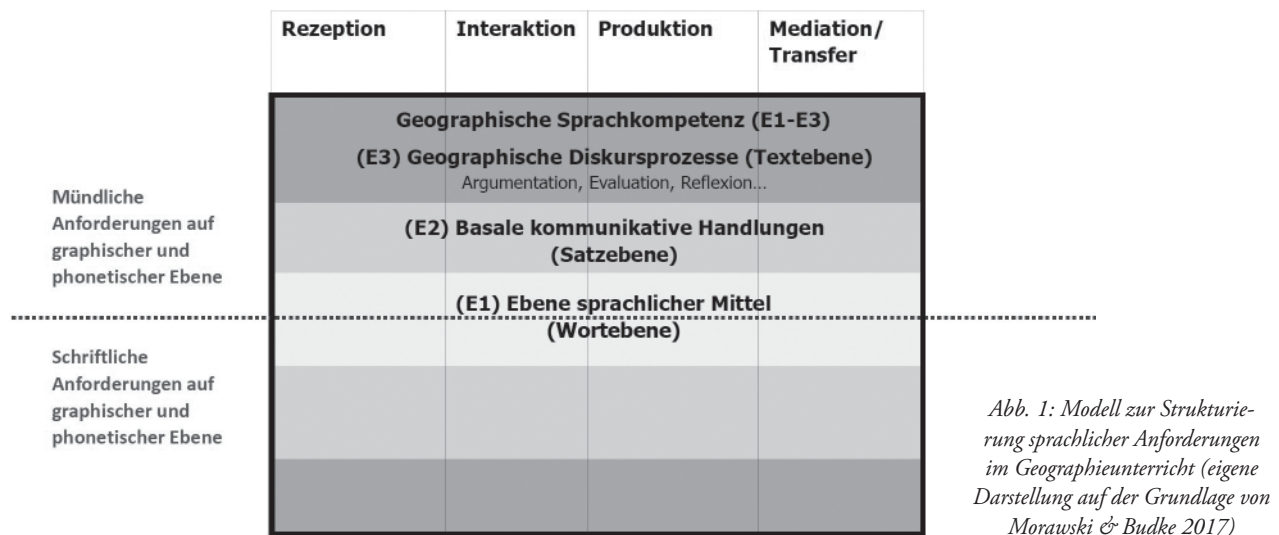 Rezeption
Interaktion
Produktion
Mediation/
Transfer
Geographische Sprachkompetenz (E1-E3)
(E3) Geographische Diskursprozesse (Textebene)
Argumentation, Evaluation, Reflexion...
(E2) Basale kommunikative Handlungen
(Satzebene)
(E1) Ebene sprachlicher Mittel
(Wortebene)
Mündliche
Anforderungen auf
graphischer und
phonetischer Ebene
Schriftliche
Anforderungen auf
graphischer und
phonetischer Ebene
Abb. 1: Modell zur Strukturie-
rung sprachlicher Anforderungen
im Geographieunterricht (eigene
Darstellung auf der Grundlage von
Morawski & Budke 2017)